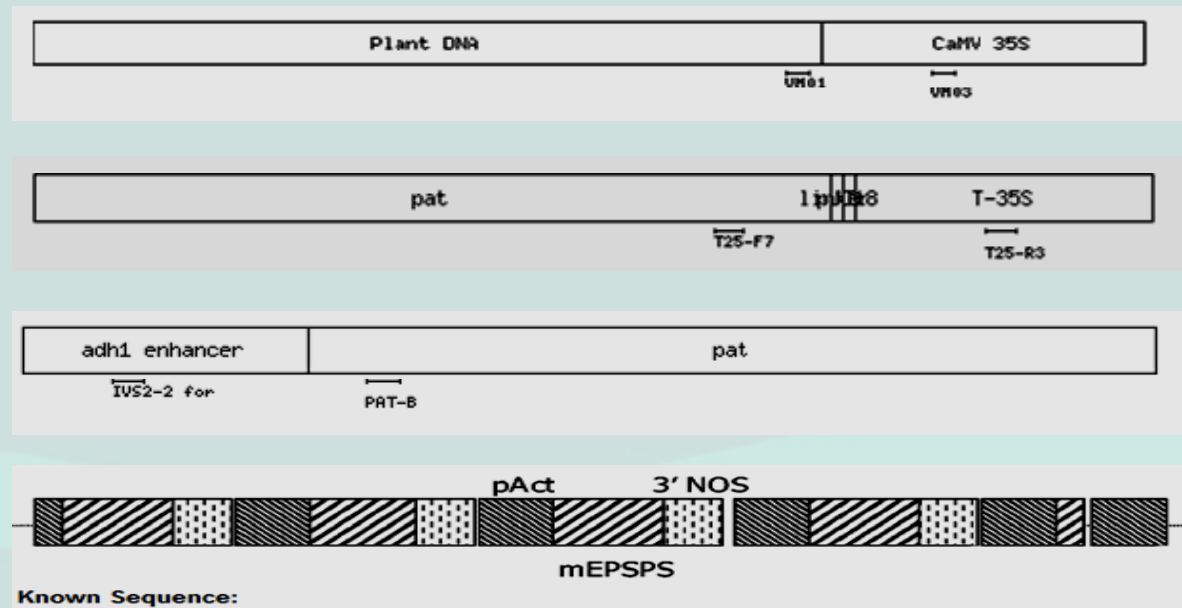 Plant DNA CaMV 35S
VM01
VM03
pat T-35S
T25-F7
T25-R3
adh1 enhancer pat
IVS2-2 for
PAT-B
pAct 3' NOS
mEPSPS
Known Sequence: